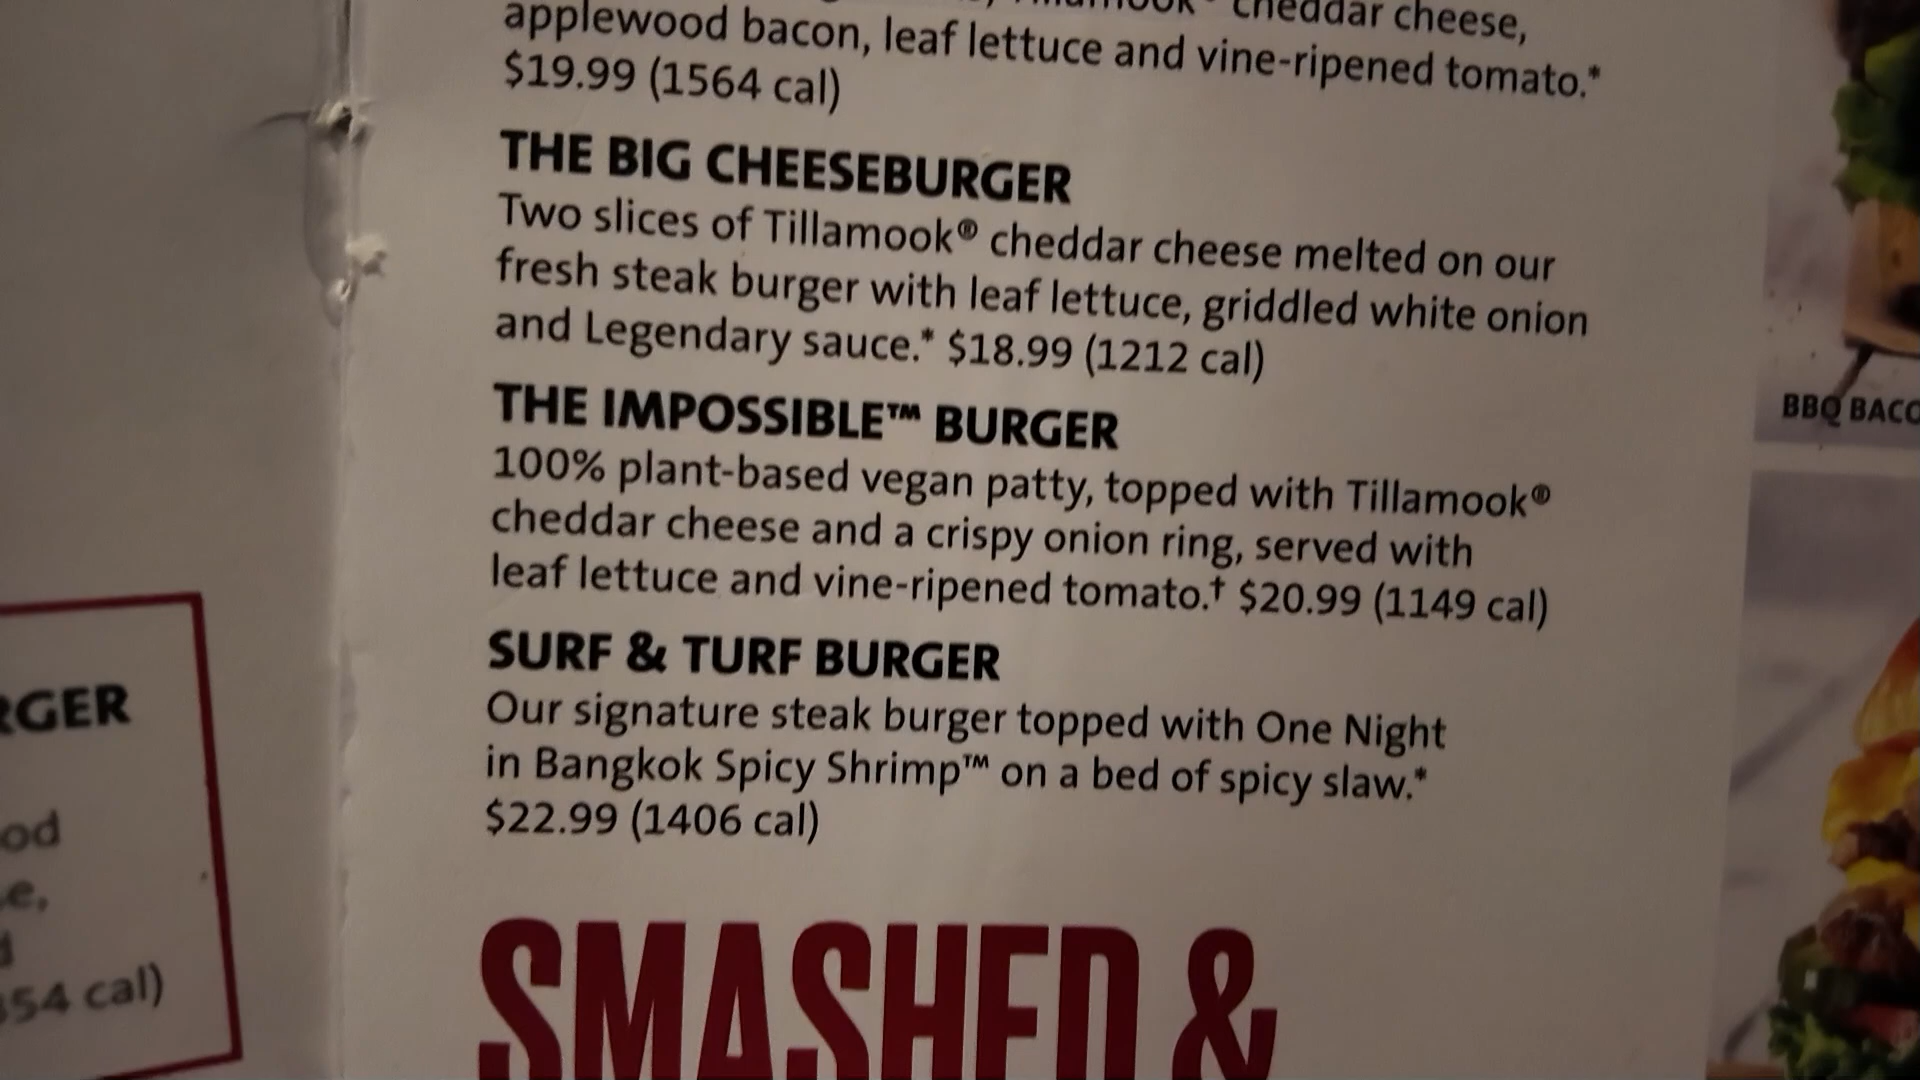 cheddar cheese,
applewood bacon, leaf lettuce and vine-ripened tomato.*
$19.99 (1564 cal)
THE BIG CHEESEBURGER
Two slices of Tillamook® cheddar cheese melted on our
fresh steak burger with leaf lettuce, griddled white onion
and Legendary sauce.* $18.99 (1212 cal)
THE IMPOSSIBLE™ BURGER
100% plant-based vegan patty, topped with Tillamook®
cheddar cheese and a crispy onion ring, served with
leaf lettuce and vine-ripened tomato.† $20.99 (1149 cal)
SURF & TURF BURGER
Our signature steak burger topped with One Night
in Bangkok Spicy Shrimp™ on a bed of spicy slaw.*
$22.99 (1406 cal)
SMASHED &
BBQ
cal)